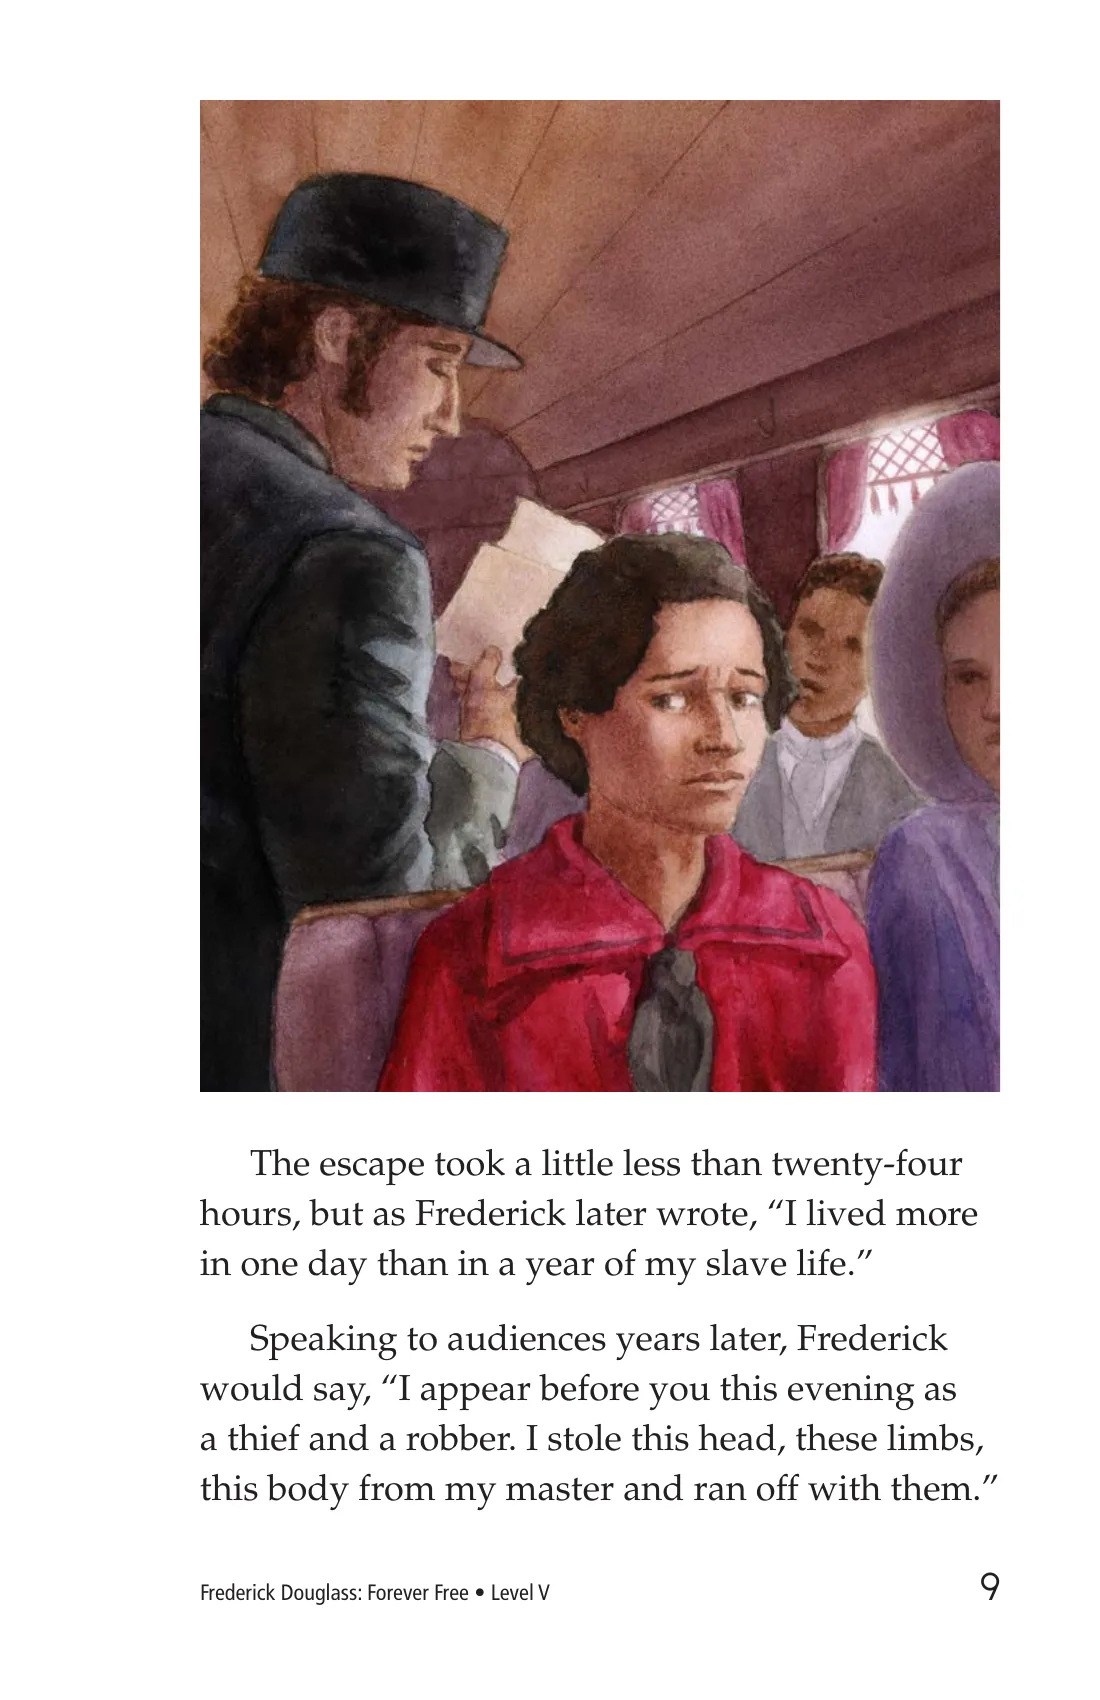 The escape took a little less than twenty-four
hours, but as Frederick later wrote, “I lived more
in one day than in a year of my slave life.”
Speaking to audiences years later, Frederick
would say, “I appear before you this evening as
a thief and a robber. I stole this head, these limbs,
this body from my master and ran off with them.”
Frederick Douglass: Forever Free • Level V
9